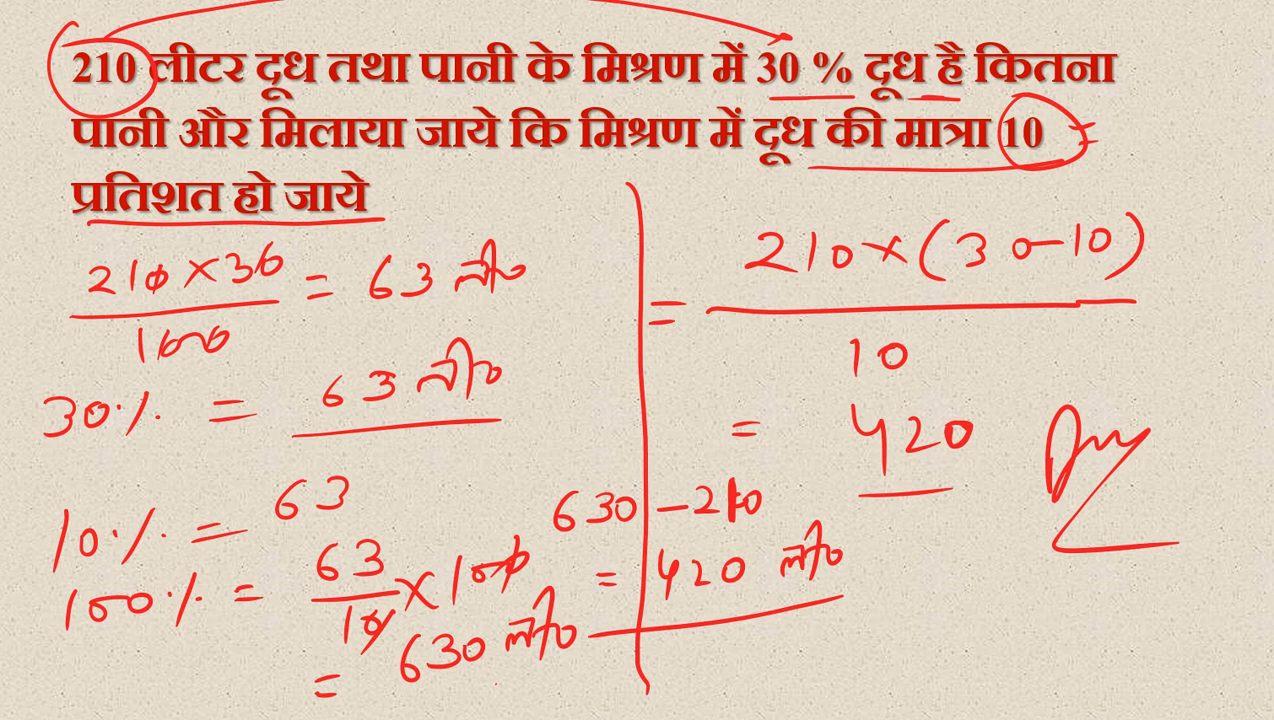 210 लीटर दूध तथा पानी के मिश्रण में 30 % दूध है कितना
पानी और मिलाया जाये कि मिश्रण में दूध की मात्रा 10 =
प्रतिशत हो जाये
210 × 30 = 63 ली०
100
30% = 63 ली०
10% = 63
100% = 63 × 100
10
= 630 ली०
630 - 210
= 420 ली०
= 210 × (30-10)
10
= 420 Ans